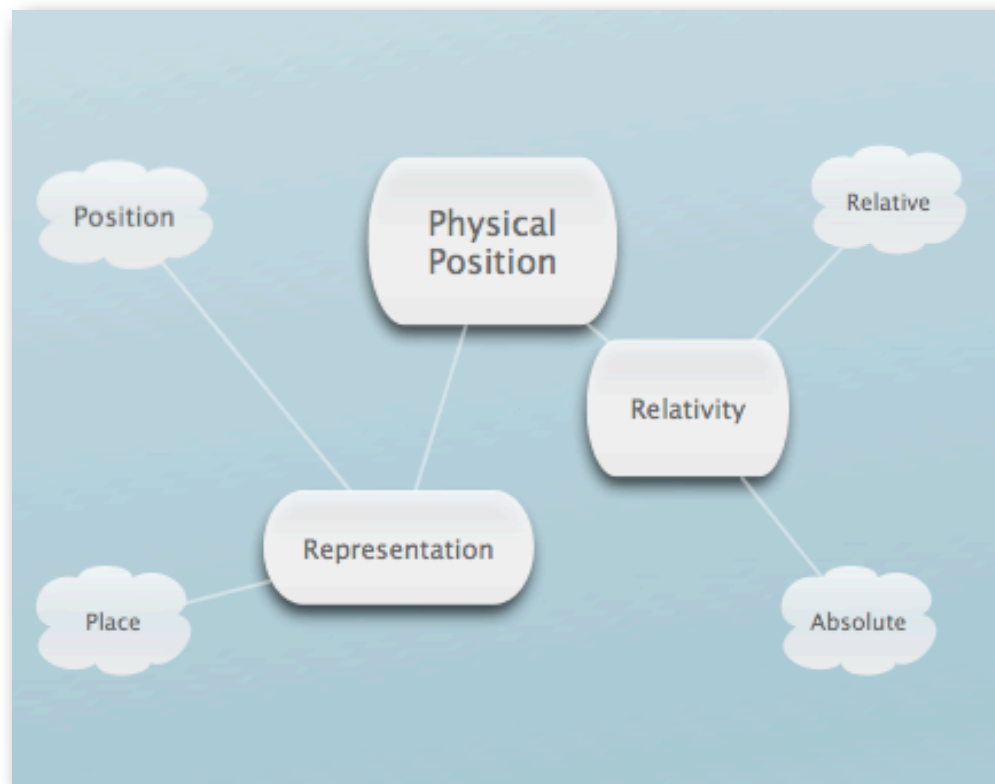 Relative
Position
Physical
Position
Relativity
Representation
Place
Absolute